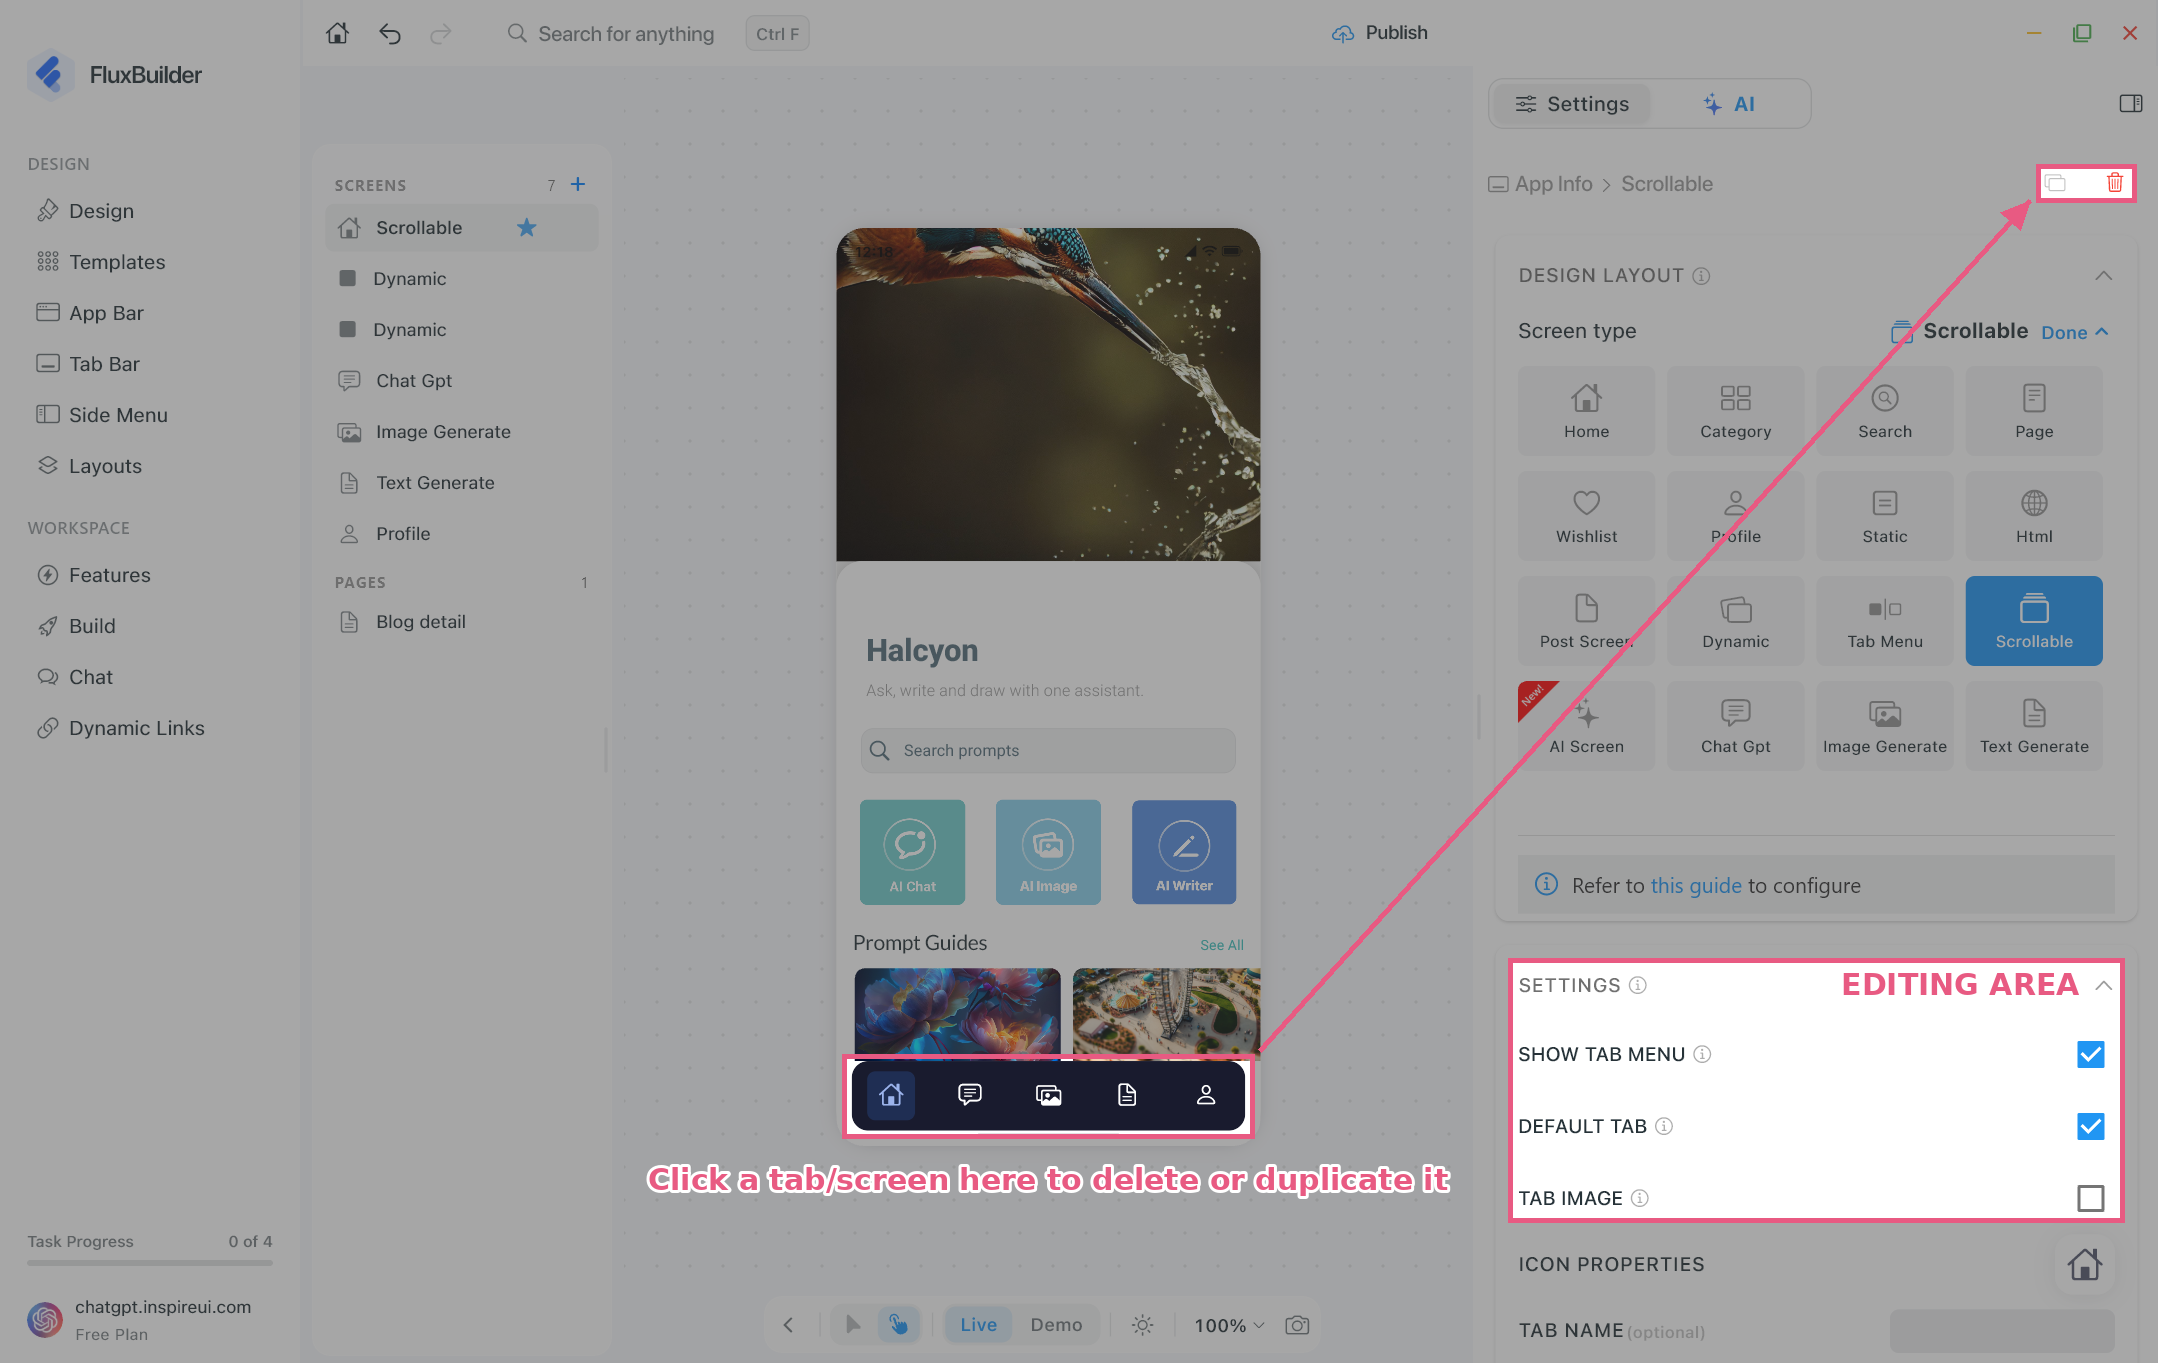 FluxBuilder
Search for anything
Ctrl F
Publish
DESIGN
Design
Templates
App Bar
Tab Bar
Side Menu
Layouts
WORKSPACE
Features
Build
Chat
Dynamic Links
Task Progress 0 of 4
chatgpt.inspireui.com
Free Plan
SCREENS 7 +
Scrollable
Dynamic
Dynamic
Chat Gpt
Image Generate
Text Generate
Profile
PAGES 1
Blog detail
12:18
Halcyon
Ask, write and draw with one assistant.
Search prompts
AI Chat AI Image AI Writer
Prompt Guides See All
Click a tab/screen here to delete or duplicate it
Live Demo 100%
Settings AI
App Info > Scrollable
DESIGN LAYOUT
Screen type Scrollable Done
Home Category Search Page
Wishlist Profile Static Html
Post Screen Dynamic Tab Menu Scrollable
New!
AI Screen Chat Gpt Image Generate Text Generate
Refer to this guide to configure
SETTINGS EDITING AREA
SHOW TAB MENU
DEFAULT TAB
TAB IMAGE
ICON PROPERTIES
TAB NAME (optional)